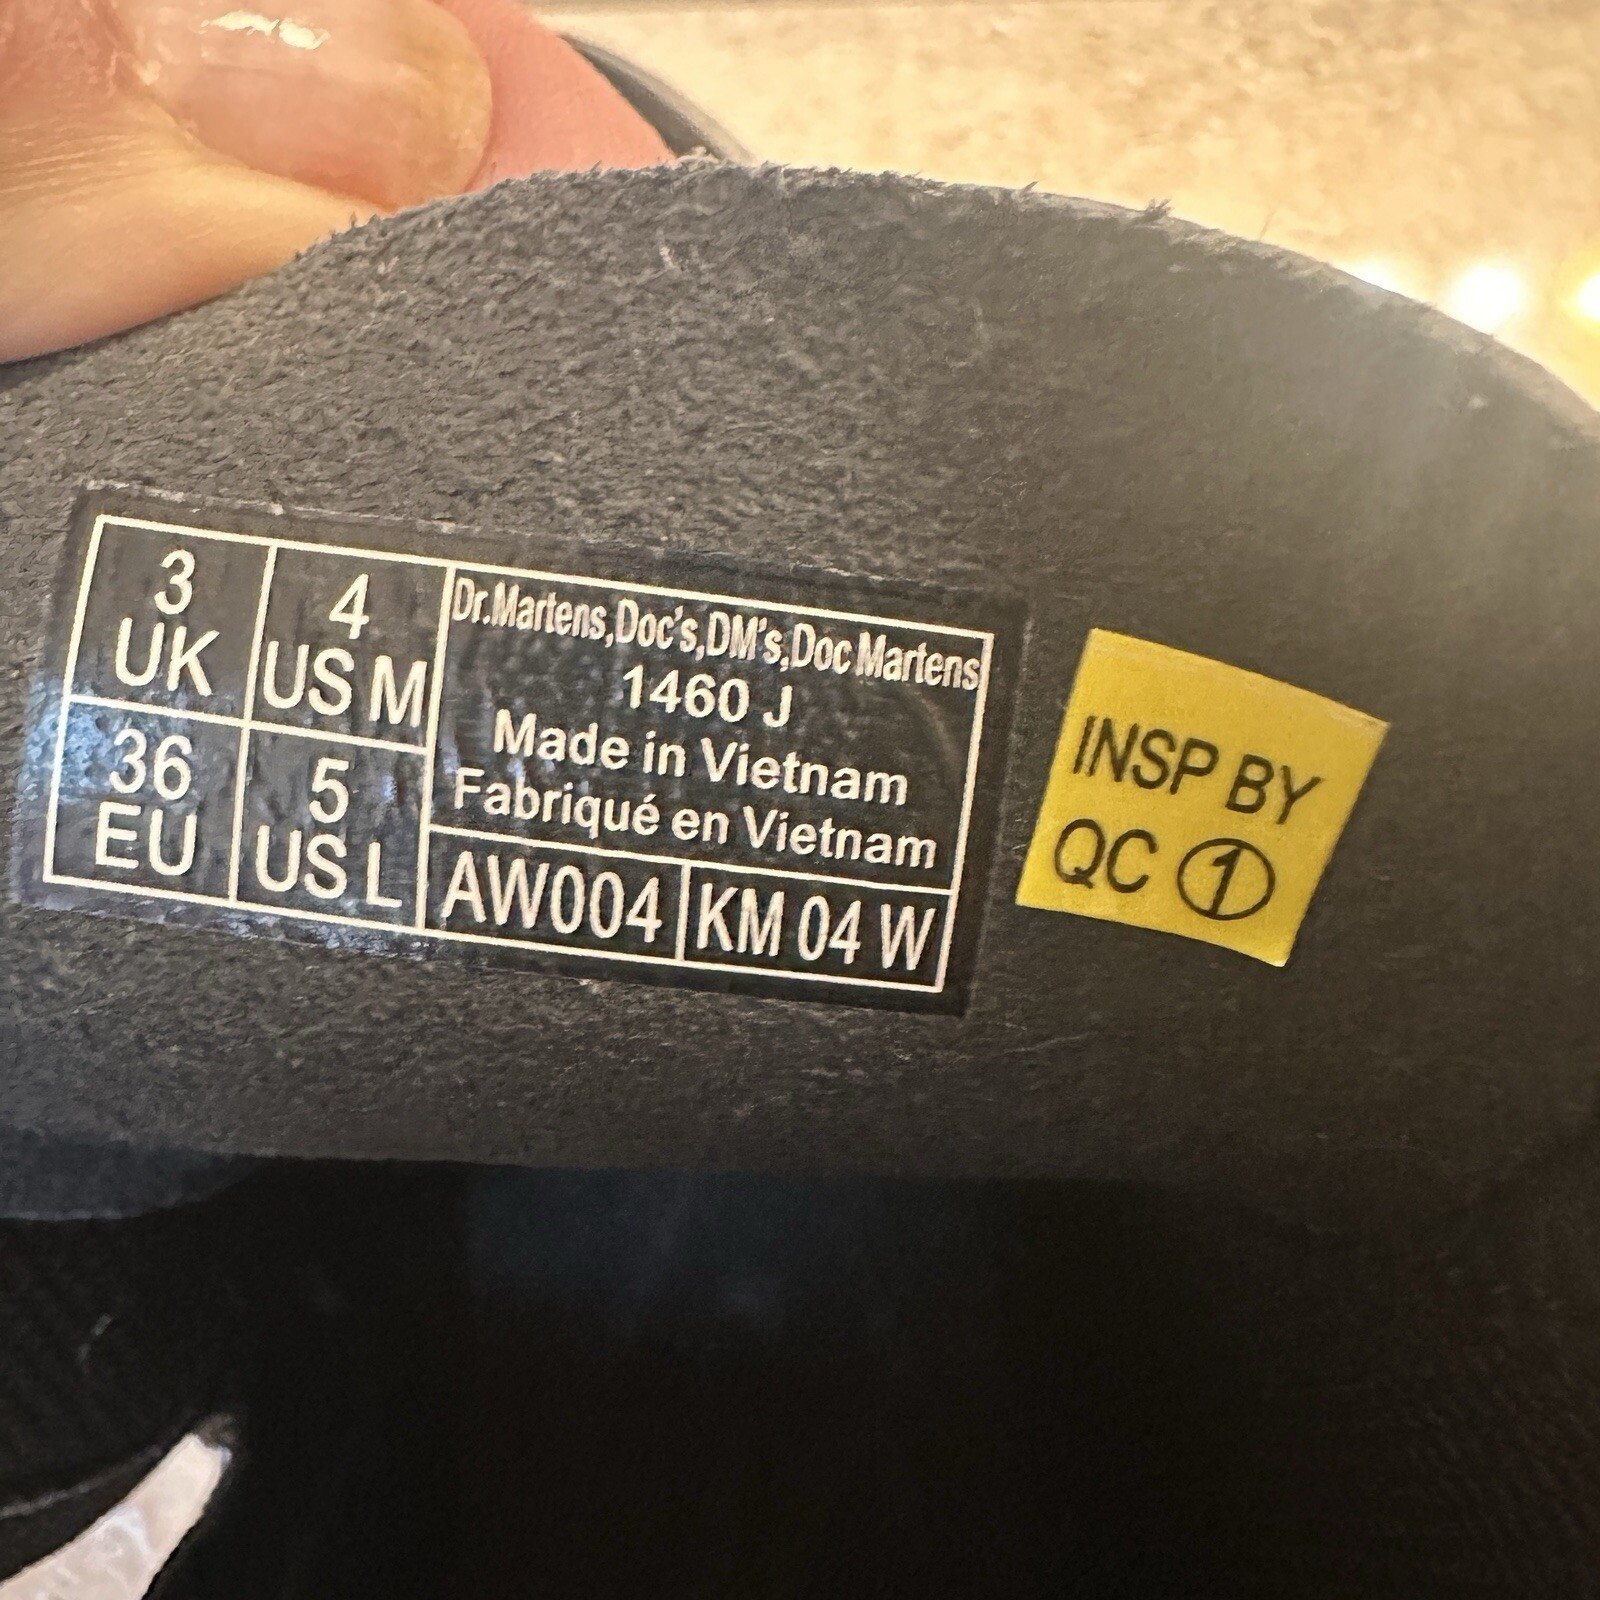 3
UK
4
US M
36
EU
5
US L
Dr.Martens,Doc's,DM's,Doc Martens
1460 J
Made in Vietnam
Fabriqué en Vietnam
AW004
KM 04 W
INSP BY
QC ①